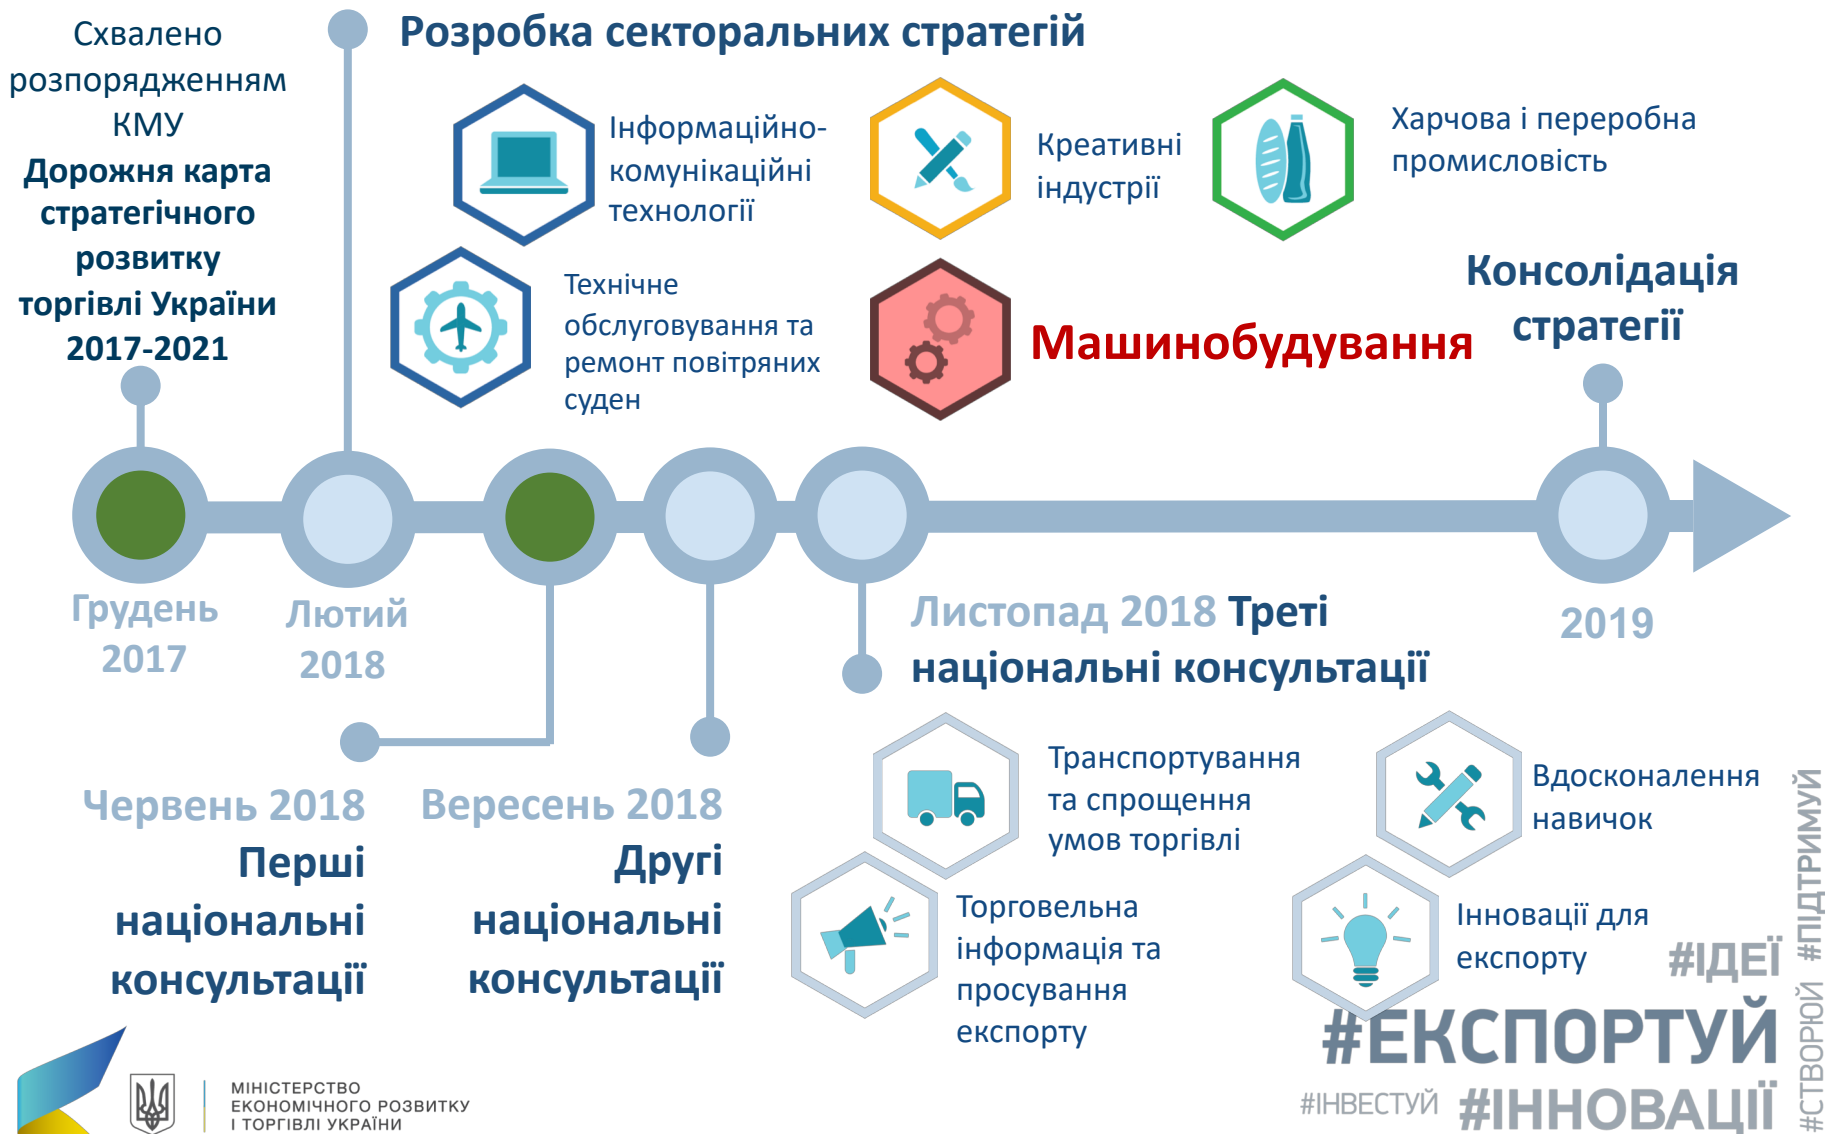 Схвалено
розпорядженням
КМУ
Дорожня карта
стратегічного
розвитку
торгівлі України
2017-2021
Розробка секторальних стратегій
Інформаційно-
комунікаційні
технології
Креативні
індустрії
Харчова і переробна
промисловість
Технічне
обслуговування та
ремонт повітряних
суден
Машинобудування
Консолідація
стратегії
Грудень
2017
Лютий
2018
Червень 2018
Перші
національні
консультації
Вересень 2018
Другі
національні
консультації
Листопад 2018 Треті
національні консультації
2019
Транспортування
та спрощення
умов торгівлі
Вдосконалення
навичок
Торговельна
інформація та
просування
експорту
Інновації для
експорту
#ІДЕЇ
#ЕКСПОРТУЙ
#ІНВЕСТУЙ #ІННОВАЦІЇ
#СТВОРЮЙ #ПІДТРИМУЙ
МІНІСТЕРСТВО
ЕКОНОМІЧНОГО РОЗВИТКУ
І ТОРГІВЛІ УКРАЇНИ